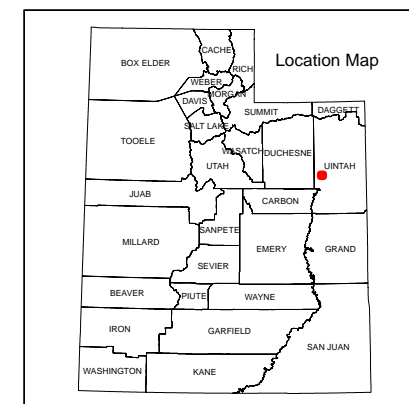 Location Map
BOX ELDER
CACHE
RICH
WEBER
MORGAN
DAVIS
SUMMIT
DAGGETT
SALT LAKE
TOOELE
WASATCH
DUCHESNE
UINTAH
UTAH
JUAB
CARBON
SANPETE
MILLARD
EMERY
GRAND
SEVIER
BEAVER
PIUTE
WAYNE
IRON
GARFIELD
SAN JUAN
WASHINGTON
KANE